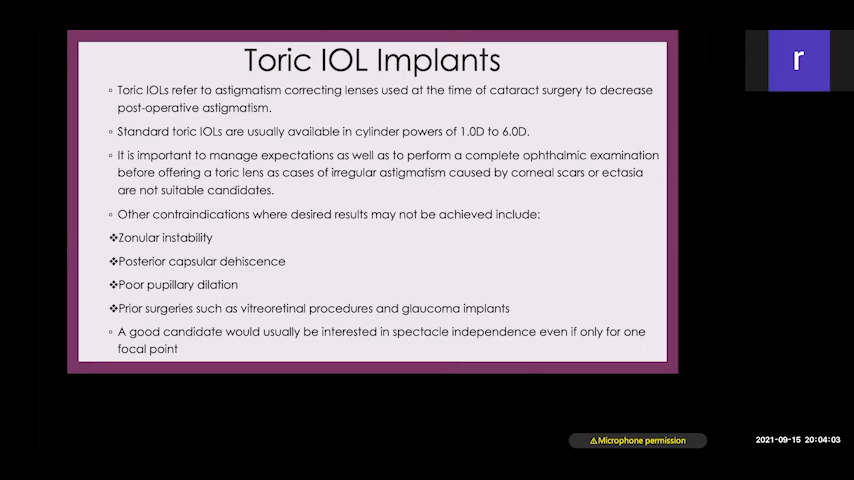 Toric IOL Implants
◦ Toric IOLs refer to astigmatism correcting lenses used at the time of cataract surgery to decrease
post-operative astigmatism.
◦ Standard toric IOLs are usually available in cylinder powers of 1.0D to 6.0D.
◦ It is important to manage expectations as well as to perform a complete ophthalmic examination
before offering a toric lens as cases of irregular astigmatism caused by corneal scars or ectasia
are not suitable candidates.
◦ Other contraindications where desired results may not be achieved include:
❖Zonular instability
❖Posterior capsular dehiscence
❖Poor pupillary dilation
❖Prior surgeries such as vitreoretinal procedures and glaucoma implants
◦ A good candidate would usually be interested in spectacle independence even if only for one
focal point
r
⚠Microphone permission
2021-09-15 20:04:03